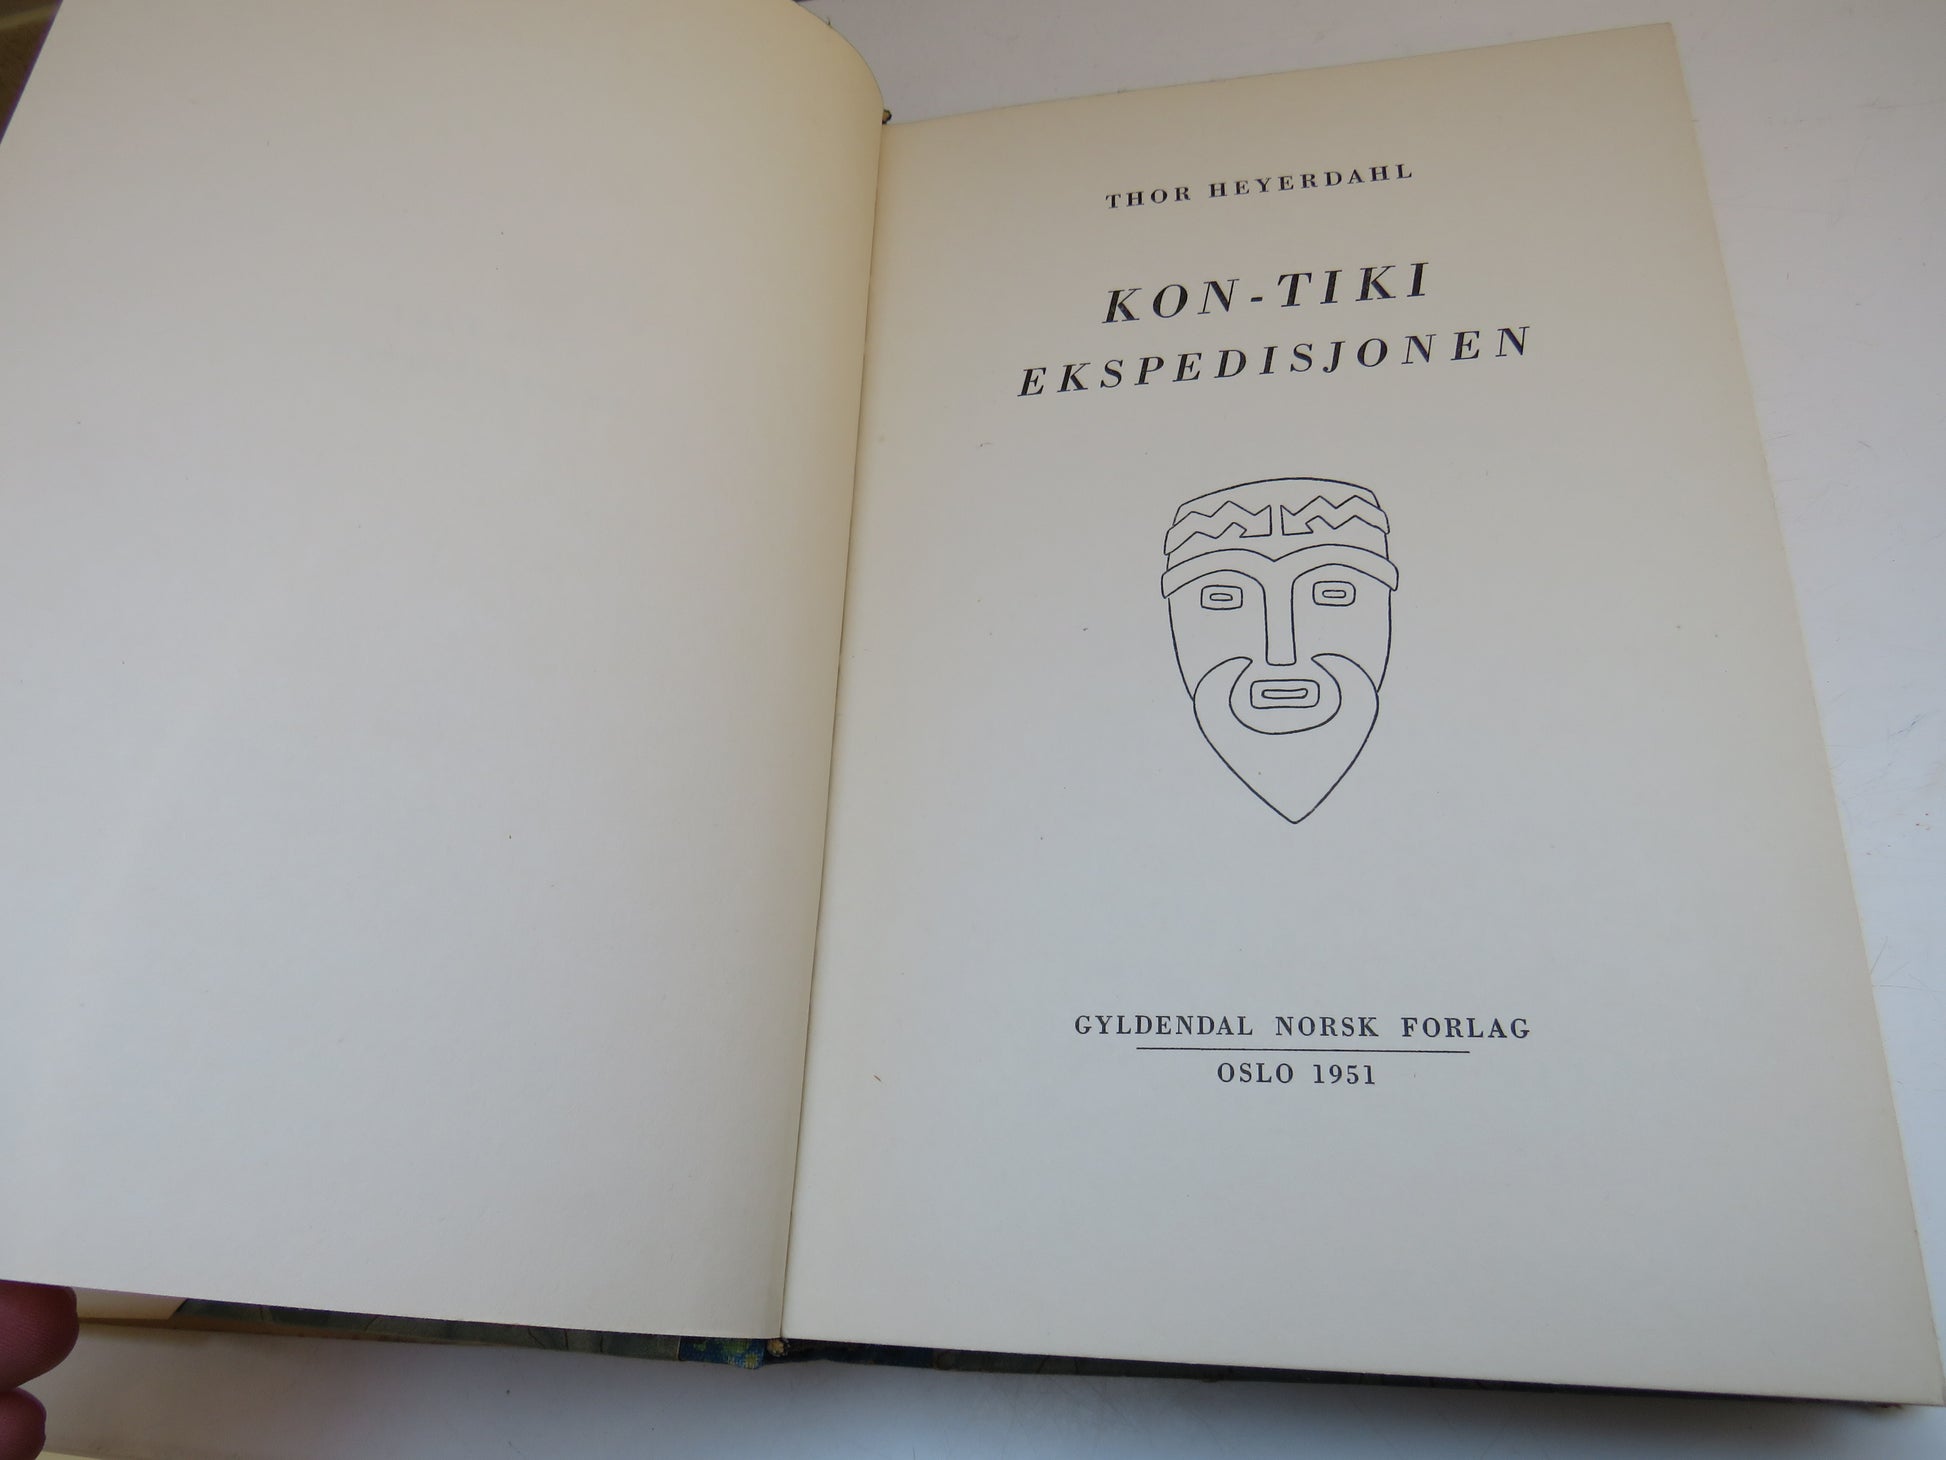 THOR HEYERDAHL
KON-TIKI
EKSPEDISJONEN
GYLDENDAL NORSK FORLAG
OSLO 1951